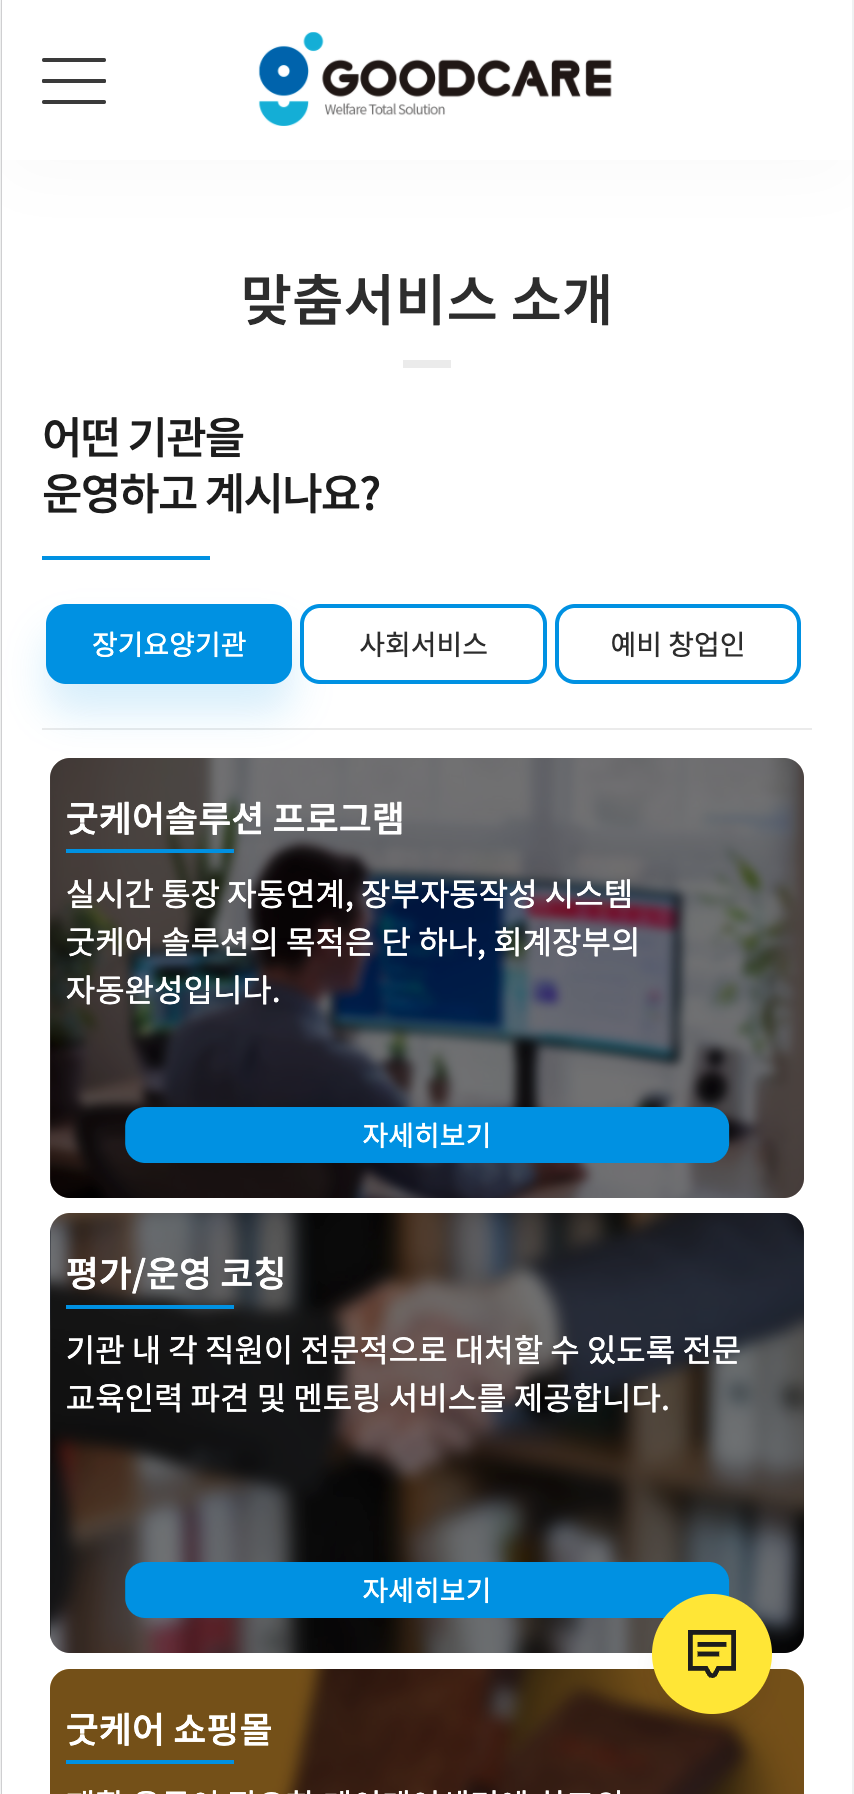 GOODCARE
Welfare Total Solution
맞춤서비스 소개
어떤 기관을
운영하고 계시나요?
장기요양기관
사회서비스
예비 창업인
굿케어솔루션 프로그램
실시간 통장 자동연계, 장부자동작성 시스템
굿케어 솔루션의 목적은 단 하나, 회계장부의
자동완성입니다.
자세히보기
평가/운영 코칭
기관 내 각 직원이 전문적으로 대처할 수 있도록 전문
교육인력 파견 및 멘토링 서비스를 제공합니다.
자세히보기
굿케어 쇼핑몰